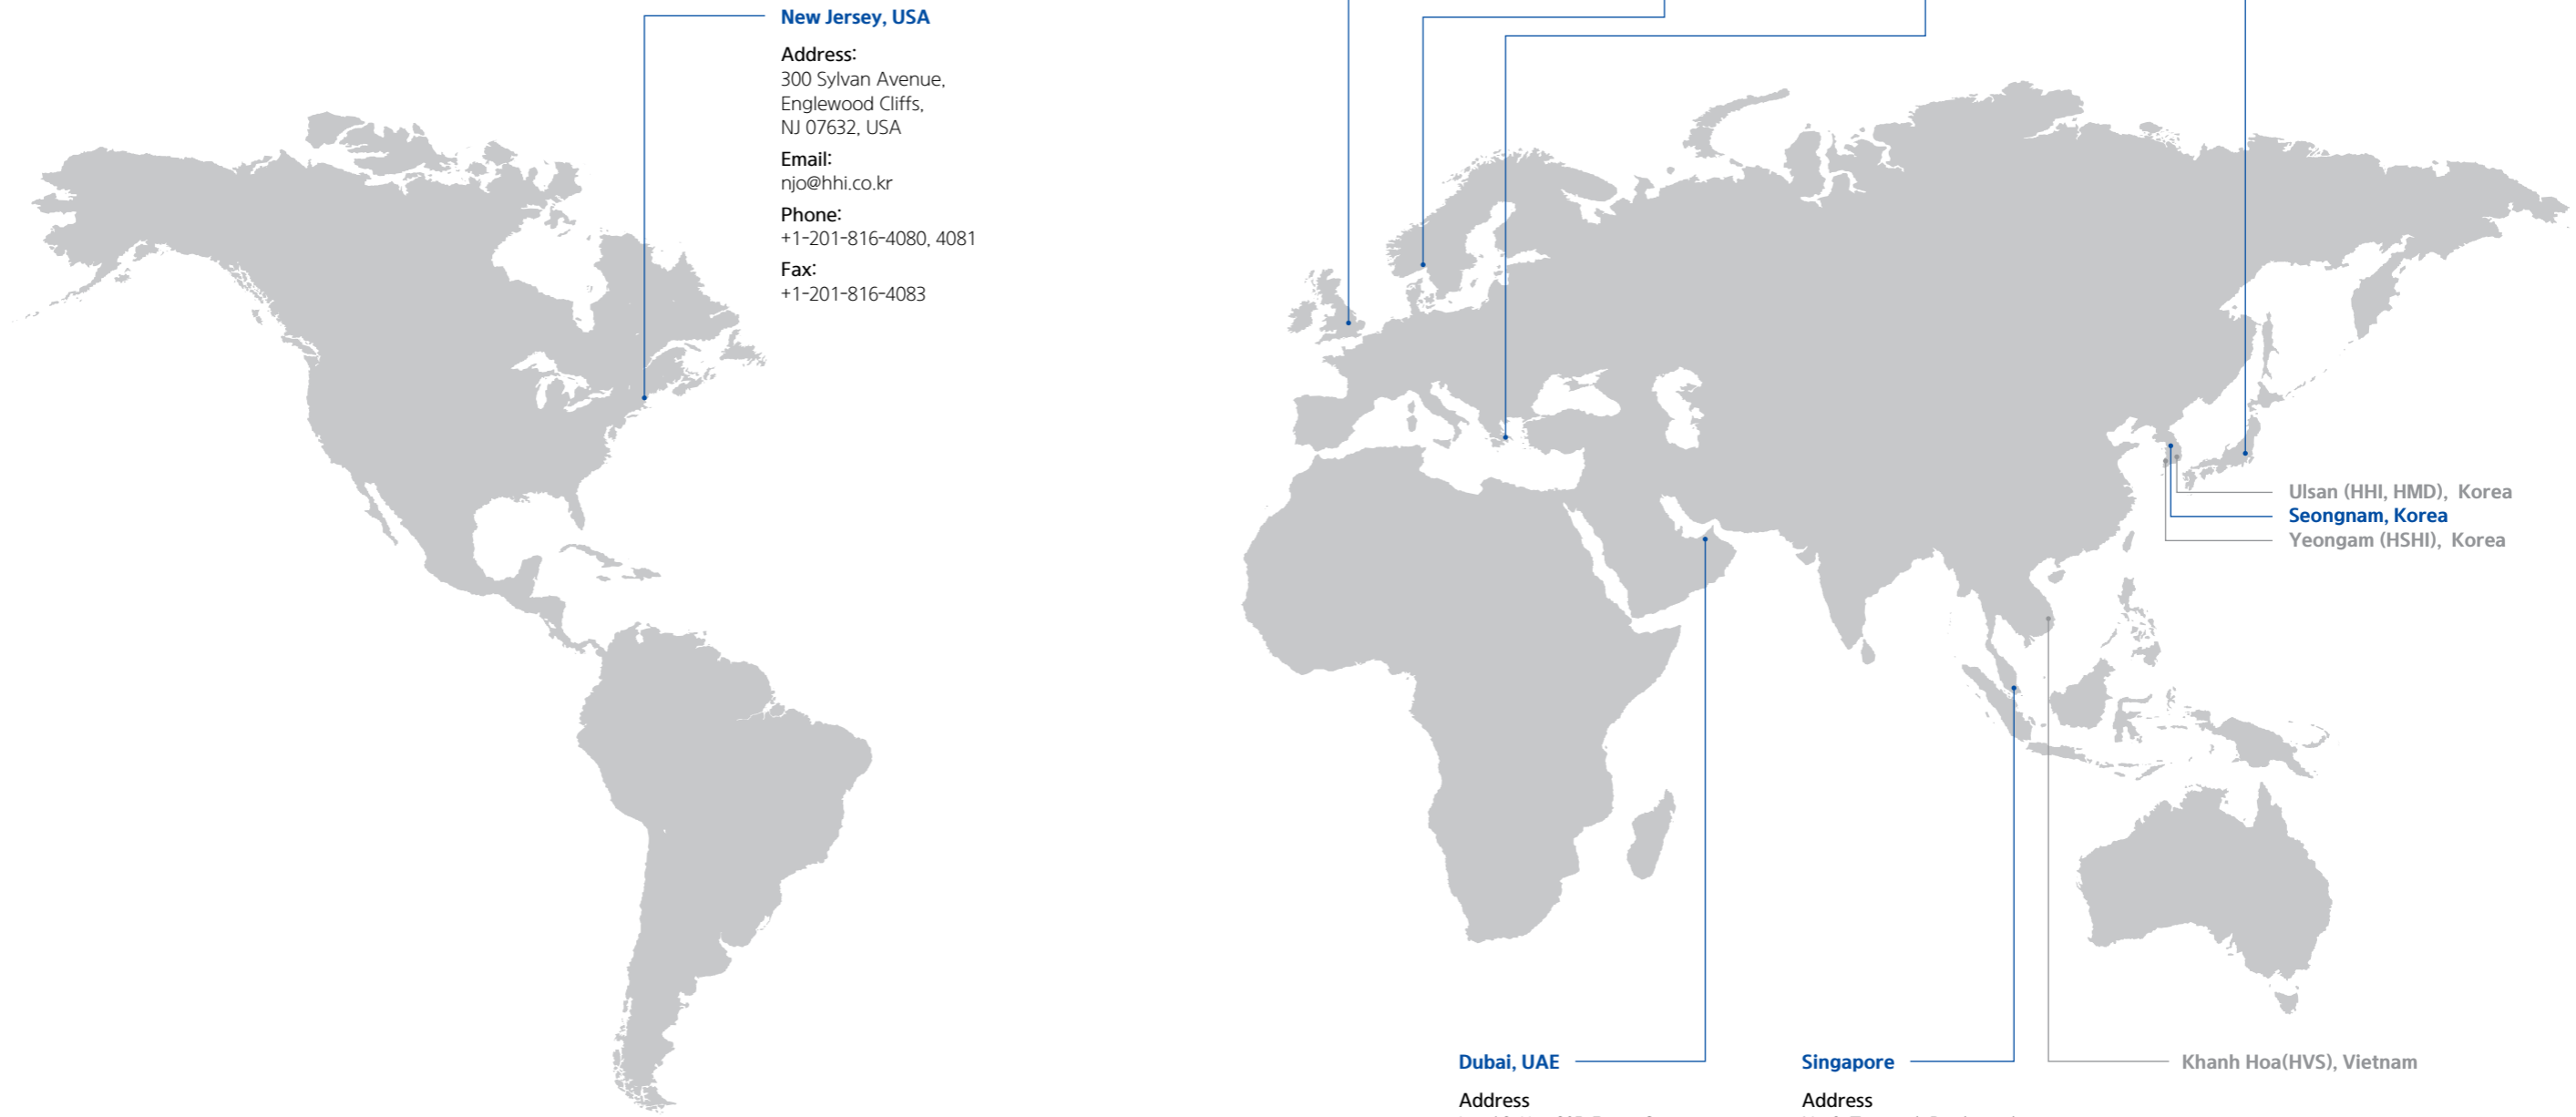 New Jersey, USA
Address:
300 Sylvan Avenue,
Englewood Cliffs,
NJ 07632, USA
Email:
njo@hhi.co.kr
Phone:
+1-201-816-4080, 4081
Fax:
+1-201-816-4083
Ulsan (HHI, HMD), Korea
Seongnam, Korea
Yeongam (HSHI), Korea
Dubai, UAE
Address
Singapore
Address
Khanh Hoa(HVS), Vietnam